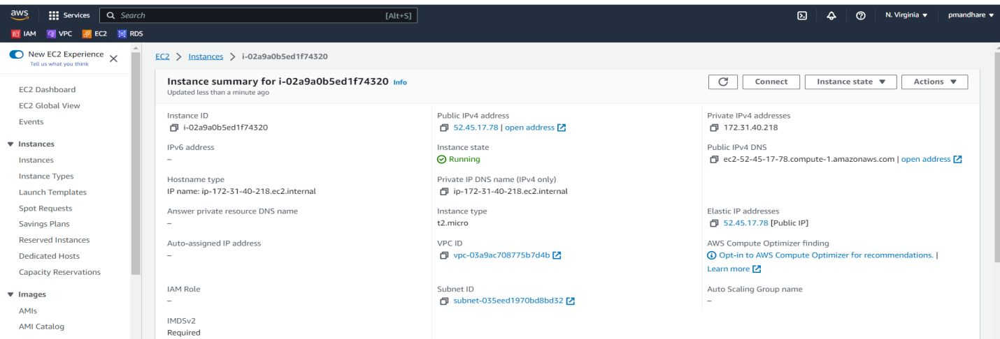 aws
Services
Search [Alt+S]
N. Virginia
pmandhare
IAM VPC EC2 RDS
New EC2 Experience
Tell us what you think
EC2 Dashboard
EC2 Global View
Events
Instances
Instances
Instance Types
Launch Templates
Spot Requests
Savings Plans
Reserved Instances
Dedicated Hosts
Capacity Reservations
Images
AMIs
AMI Catalog
EC2 > Instances > i-02a9a0b5ed1f74320
Instance summary for i-02a9a0b5ed1f74320 Info
Updated less than a minute ago
Connect
Instance state
Actions
Instance ID
i-02a9a0b5ed1f74320
Public IPv4 address
52.45.17.78 | open address
Private IPv4 addresses
172.31.40.218
IPv6 address
–
Instance state
Running
Public IPv4 DNS
ec2-52-45-17-78.compute-1.amazonaws.com | open address
Hostname type
IP name: ip-172-31-40-218.ec2.internal
Private IP DNS name (IPv4 only)
ip-172-31-40-218.ec2.internal
Answer private resource DNS name
–
Instance type
t2.micro
Elastic IP addresses
52.45.17.78 [Public IP]
Auto-assigned IP address
–
VPC ID
vpc-03a9ac708775b7d4b
AWS Compute Optimizer finding
Opt-in to AWS Compute Optimizer for recommendations. |
Learn more
IAM Role
–
Subnet ID
subnet-035eed1970bd8bd32
Auto Scaling Group name
–
IMDSv2
Required